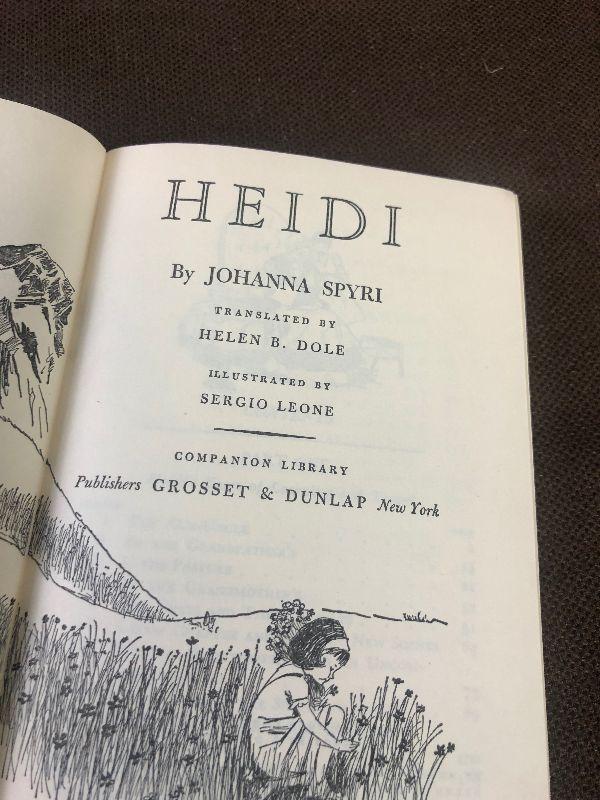 HEIDI
By JOHANNA SPYRI
TRANSLATED BY
HELEN B. DOLE
ILLUSTRATED BY
SERGIO LEONE
COMPANION LIBRARY
Publishers GROSSET & DUNLAP New York